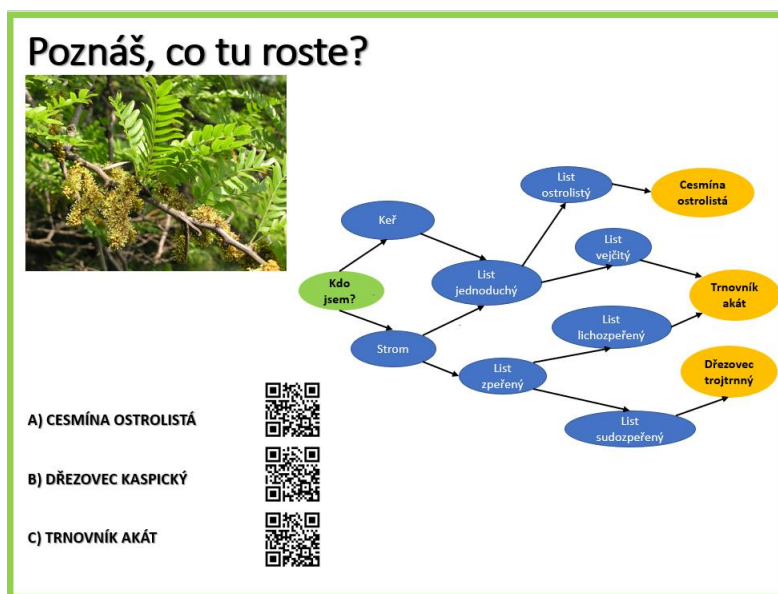 Poznáš, co tu roste?
List
ostrolistý
Cesmína
ostrolistá
Keř
List
vejčitý
Kdo
jsem?
List
jednoduchý
Trnovník
akát
List
lichozpeřený
Strom
List
zpeřený
Dřezovec
trojtrnný
List
sudozpeřený
A) CESMÍNA OSTROLISTÁ
B) DŘEZOVEC KASPICKÝ
C) TRNOVNÍK AKÁT